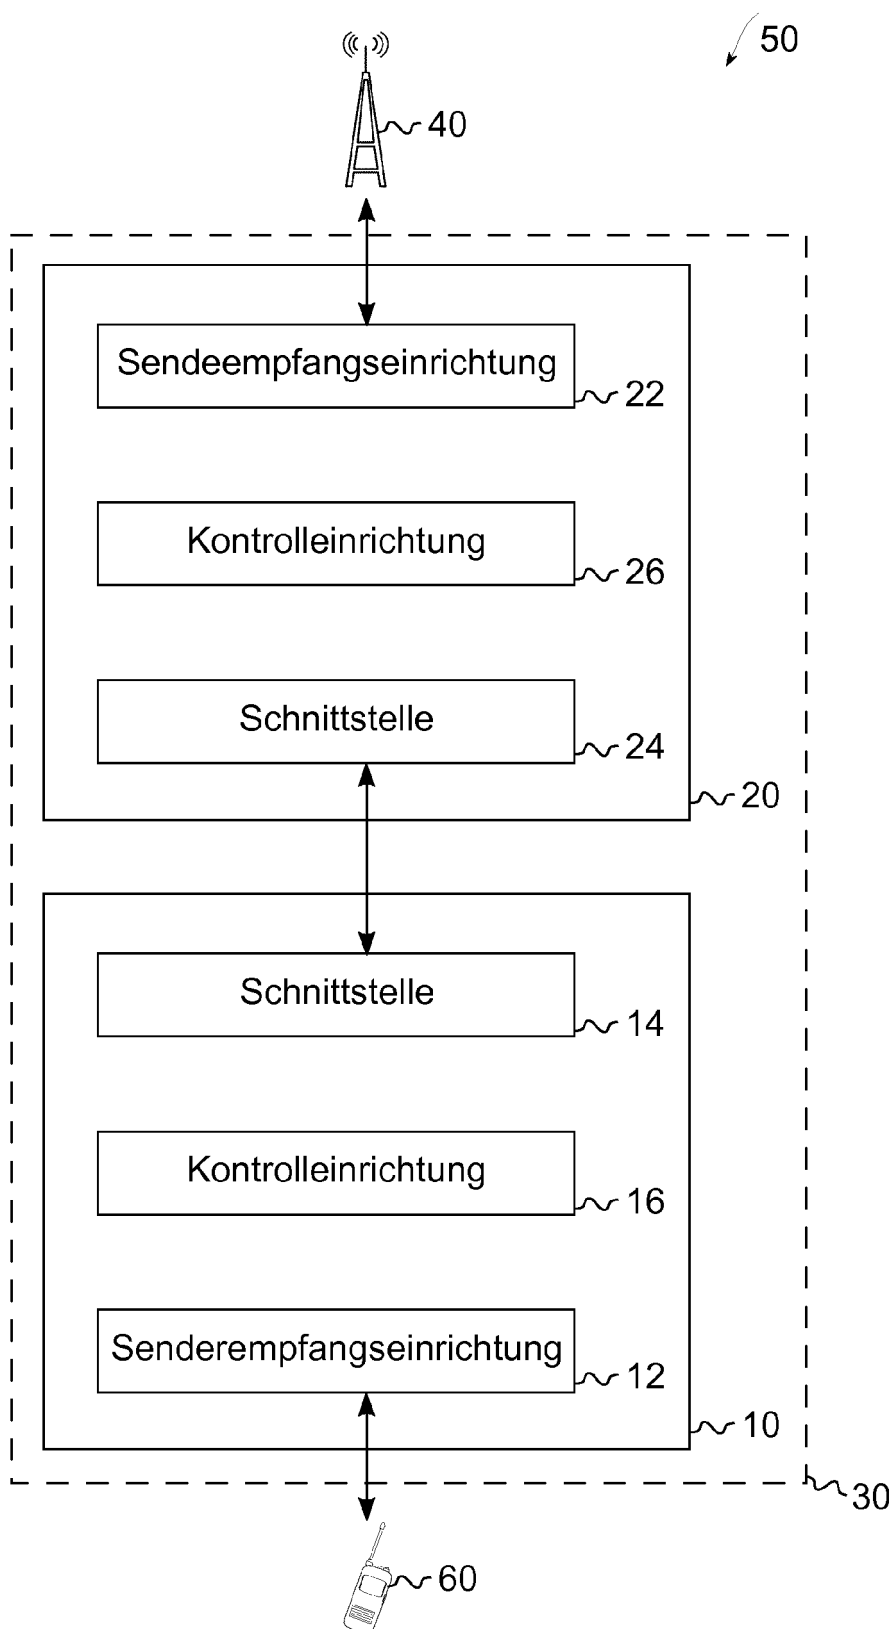 50
40
Sendeempfangseinrichtung
22
Kontrolleinrichtung
26
Schnittstelle
24
20
Schnittstelle
14
Kontrolleinrichtung
16
Senderempfangseinrichtung
12
10
30
60